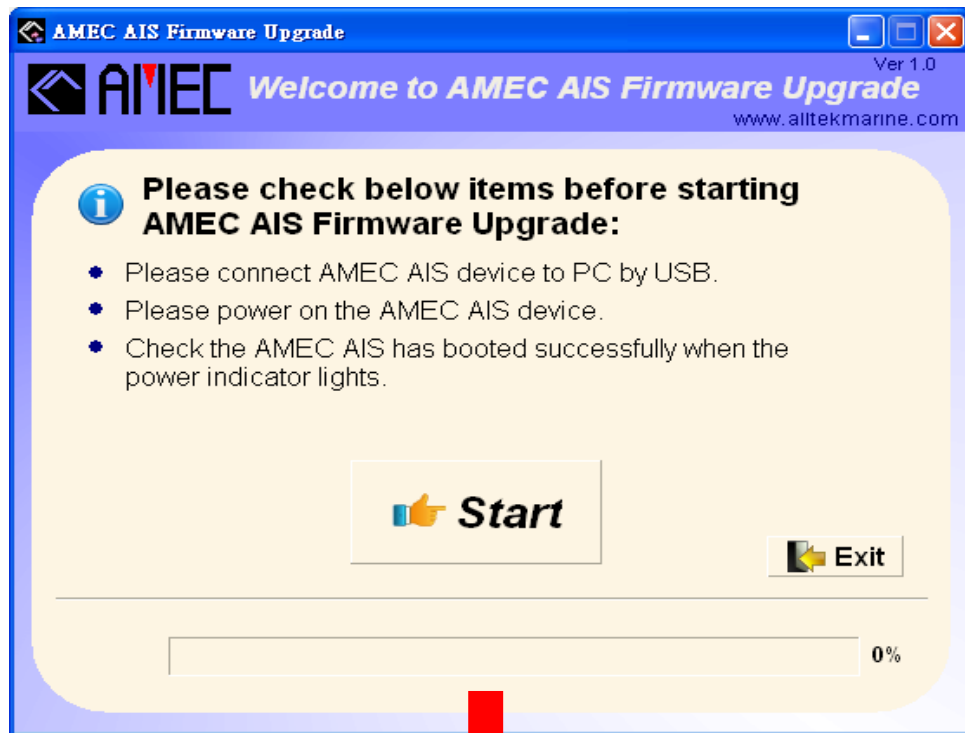 AMEC AIS Firmware Upgrade
Ver 1.0
AMEC Welcome to AMEC AIS Firmware Upgrade
www.alltekmarine.com
Please check below items before starting
AMEC AIS Firmware Upgrade:
Please connect AMEC AIS device to PC by USB.
Please power on the AMEC AIS device.
Check the AMEC AIS has booted successfully when the
power indicator lights.
Start
Exit
0%